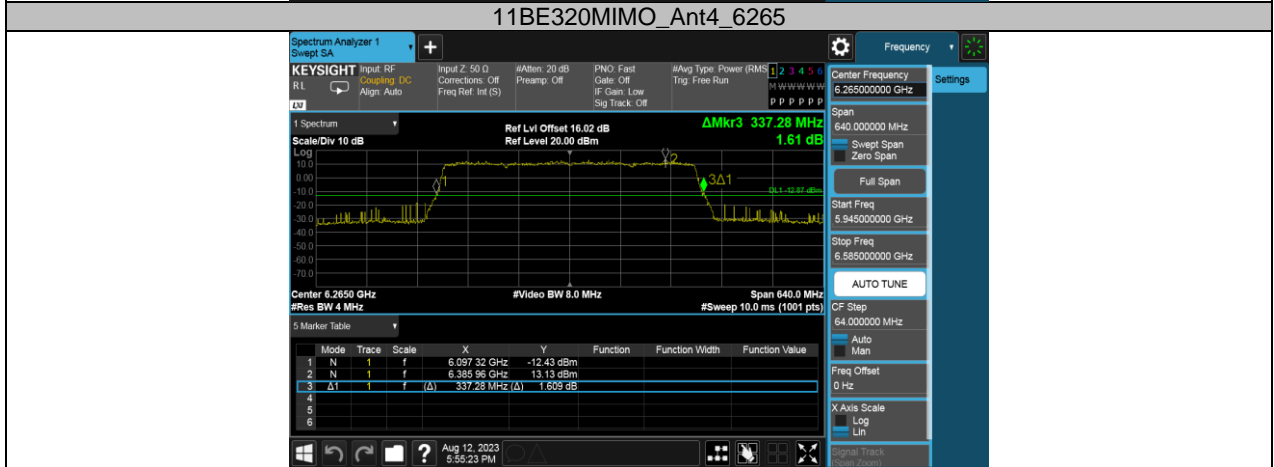 11BE320MIMO_Ant4_6265
Spectrum Analyzer 1
Swept SA
+
Frequency
KEYSIGHT Input: RF
RL
Coupling: DC
Align: Auto
LXI
Input Z: 50 Ω
Corrections: Off
Freq Ref: Int (S)
#Atten: 20 dB
Preamp: Off
PNO: Fast
Gate: Off
IF Gain: Low
Sig Track: Off
#Avg Type: Power (RMS
Trig: Free Run
1 2 3 4 5 6
M W W W W W
P P P P P P
Center Frequency
6.265000000 GHz
Settings
1 Spectrum
Scale/Div 10 dB
Ref Lvl Offset 16.02 dB
Ref Level 20.00 dBm
ΔMkr3 337.28 MHz
1.61 dB
Span
640.000000 MHz
Swept Span
Zero Span
Full Span
Start Freq
5.945000000 GHz
Stop Freq
6.585000000 GHz
AUTO TUNE
CF Step
64.000000 MHz
Auto
Man
Freq Offset
0 Hz
X Axis Scale
Log
Lin
Signal Track
(Span Zoom)
Log
10.0
0.00
-10.0
-20.0
-30.0
-40.0
-50.0
-60.0
-70.0
1
2
3Δ1
DL1 -12.87 dBm
Center 6.2650 GHz
#Res BW 4 MHz
#Video BW 8.0 MHz
Span 640.0 MHz
#Sweep 10.0 ms (1001 pts)
5 Marker Table
Mode Trace Scale X Y Function Function Width Function Value
1 N 1 f 6.097 32 GHz -12.43 dBm
2 N 1 f 6.385 96 GHz 13.13 dBm
3 Δ1 1 f (Δ) 337.28 MHz (Δ) 1.609 dB
4
5
6
?
Aug 12, 2023
5:55:23 PM